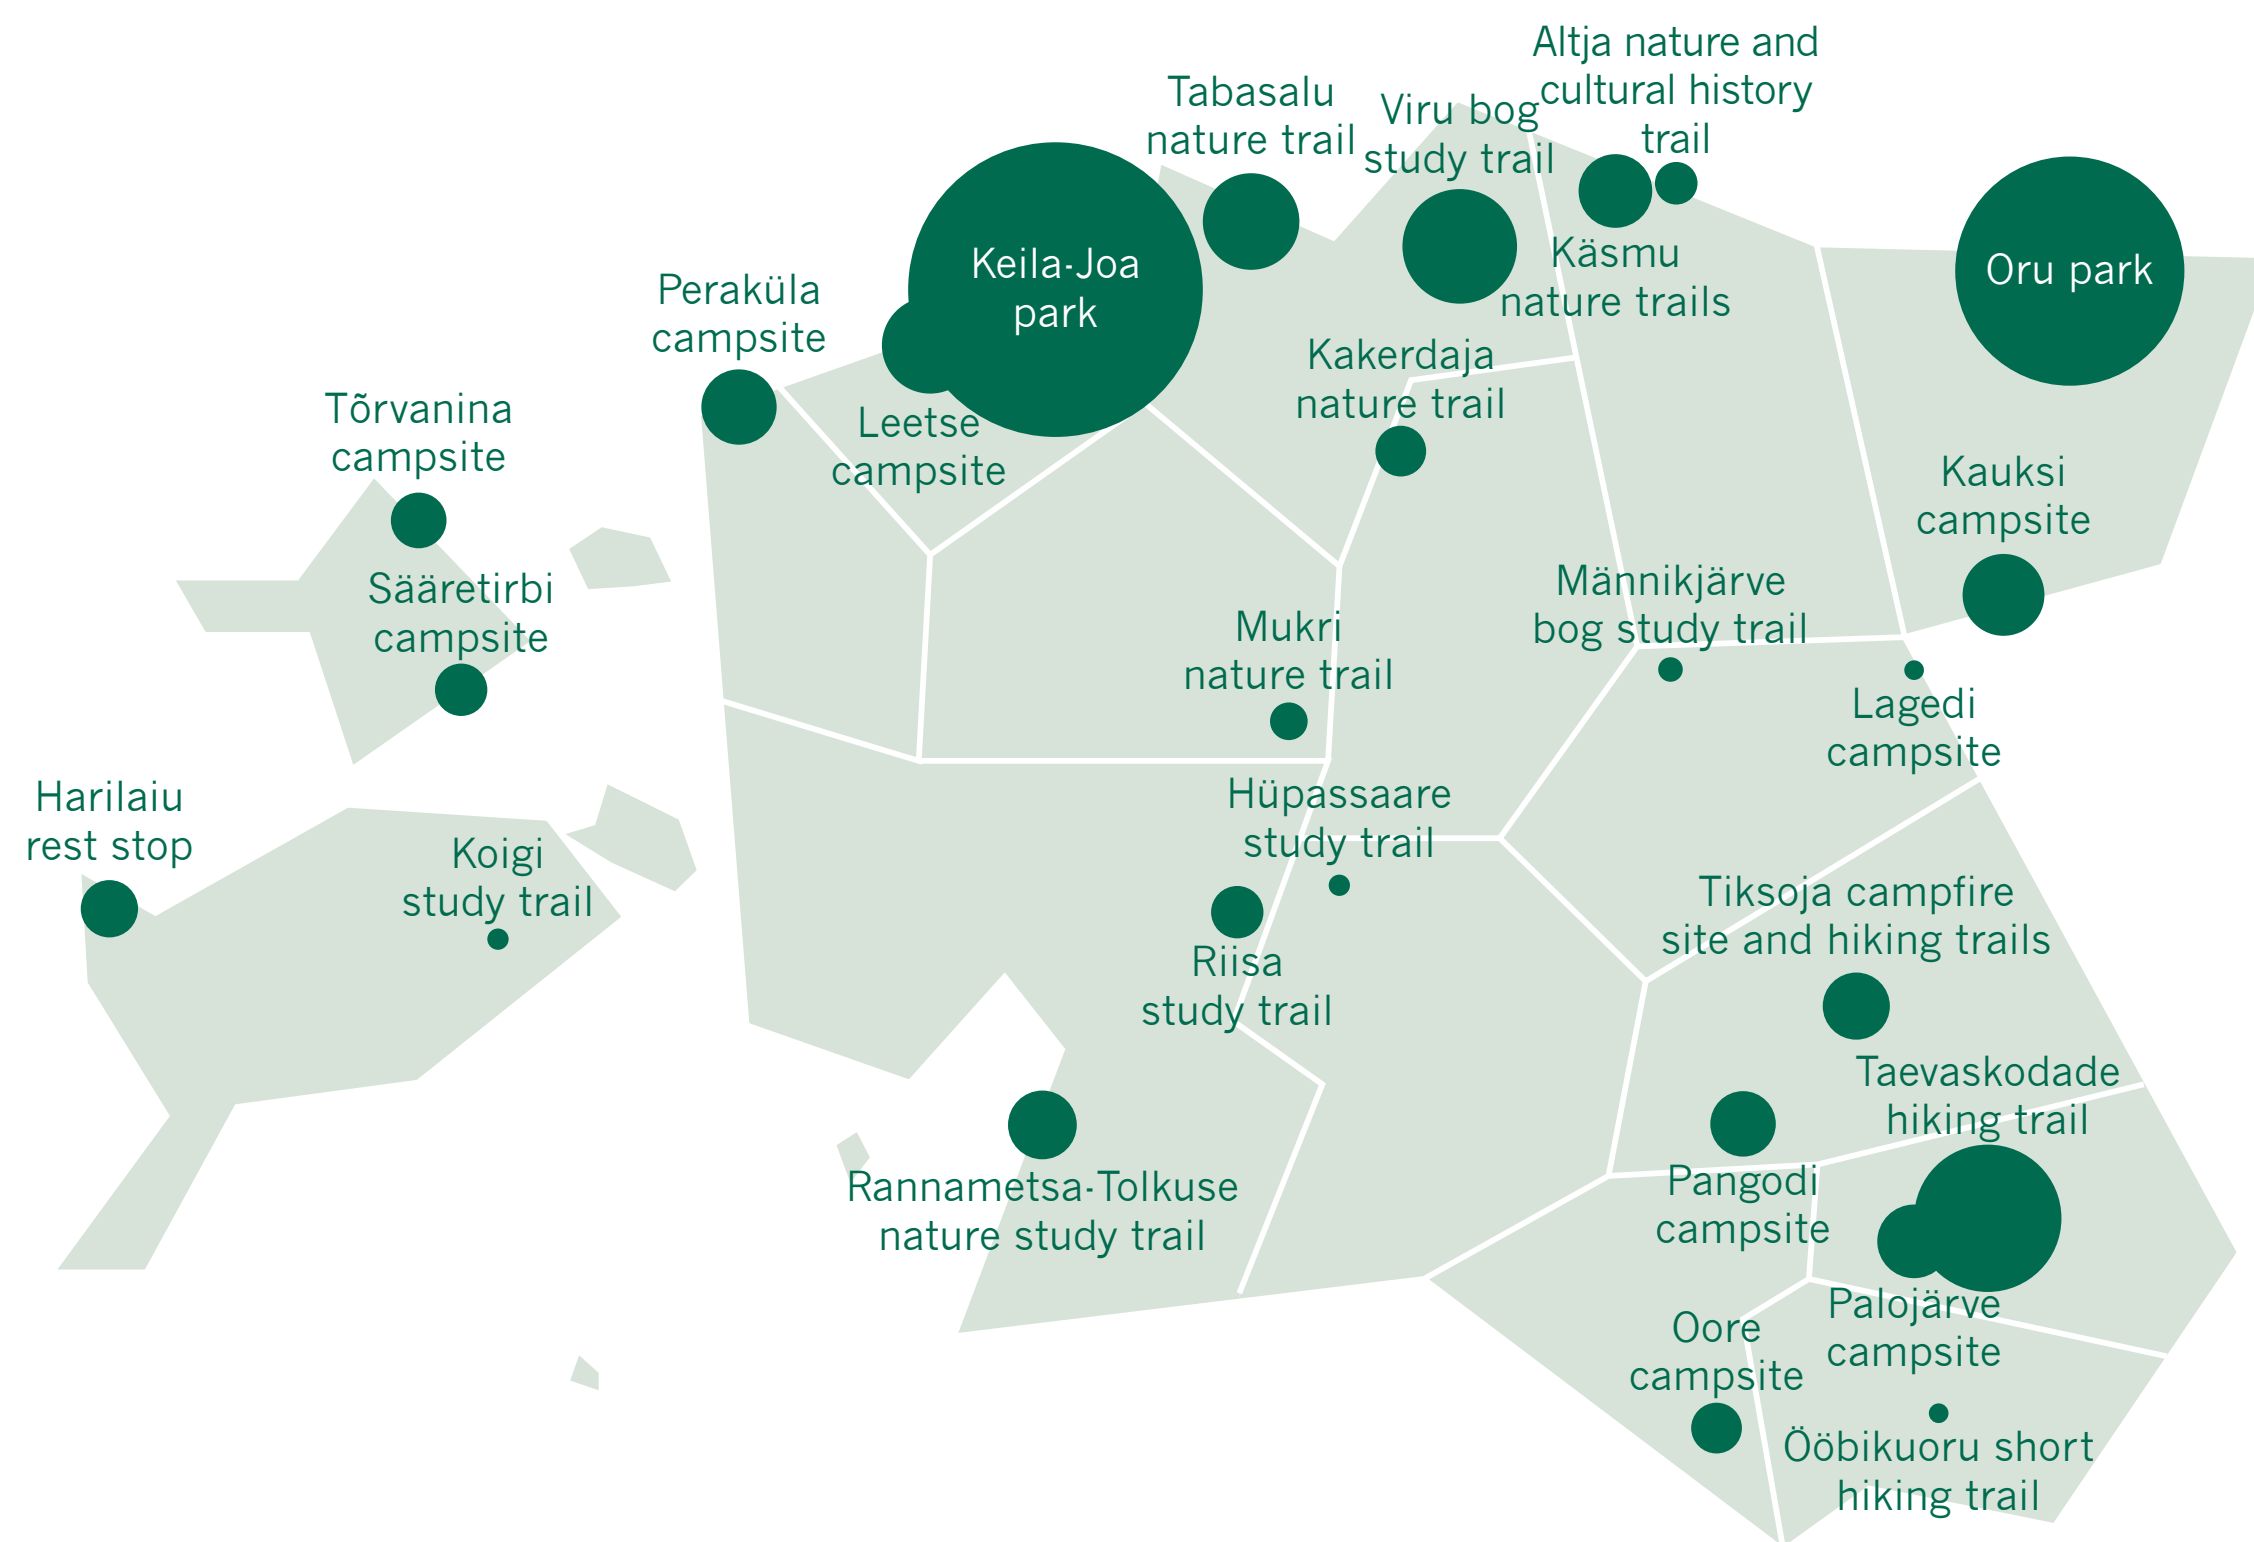 Altja nature and
cultural history
trail
Tabasalu
nature trail
Viru bog
study trail
Keila-Joa
park
Käsmu
nature trails
Oru park
Peraküla
campsite
Kakerdaja
nature trail
Tõrvanina
campsite
Leetse
campsite
Kauksi
campsite
Sääretirbi
campsite
Männikjärve
bog study trail
Mukri
nature trail
Lagedi
campsite
Harilaiu
rest stop
Hüpassaare
study trail
Koigi
study trail
Tiksoja campfire
site and hiking trails
Riisa
study trail
Taevaskodade
hiking trail
Rannametsa-Tolkuse
nature study trail
Pangodi
campsite
Palojärve
campsite
Oore
campsite
Ööbikuoru short
hiking trail